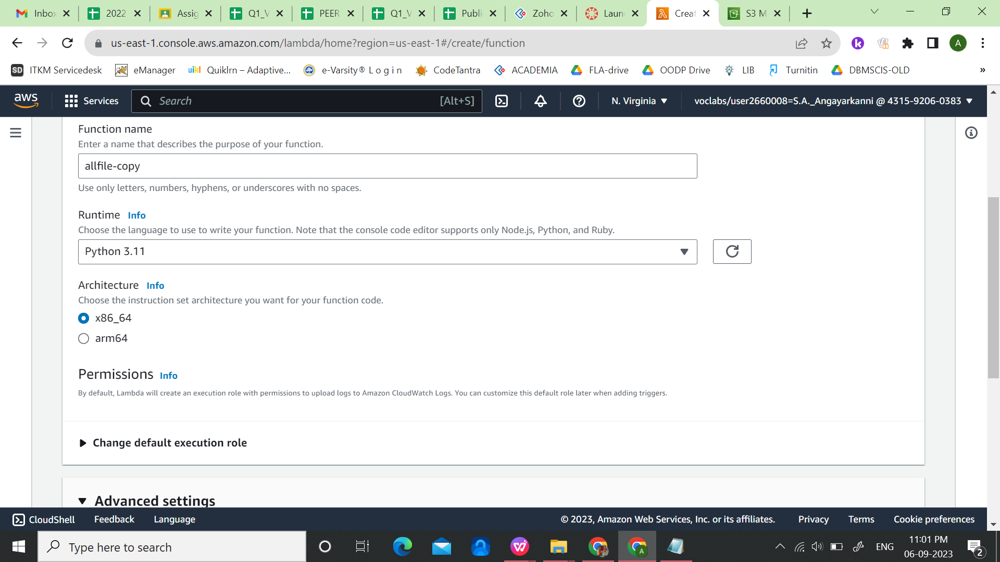 Inbo
2022
Assig
Q1_V
PEER
Q1_V
Publi
Zoho
Laun
Creat
S3 M
us-east-1.console.aws.amazon.com/lambda/home?region=us-east-1#/create/function
A
SD ITKM Servicedesk
eManager
uikl Quiklrn – Adaptive...
e-Varsity® L o g i n
CodeTantra
ACADEMIA
FLA-drive
OODP Drive
LIB
Turnitin
DBMSCIS-OLD
»
aws
Services
Search
[Alt+S]
N. Virginia
voclabs/user2660008=S.A._Angayarkanni @ 4315-9206-0383
Function name
Enter a name that describes the purpose of your function.
allfile-copy
Use only letters, numbers, hyphens, or underscores with no spaces.
Runtime Info
Choose the language to use to write your function. Note that the console code editor supports only Node.js, Python, and Ruby.
Python 3.11
Architecture Info
Choose the instruction set architecture you want for your function code.
x86_64
arm64
Permissions Info
By default, Lambda will create an execution role with permissions to upload logs to Amazon CloudWatch Logs. You can customize this default role later when adding triggers.
Change default execution role
Advanced settings
CloudShell
Feedback
Language
© 2023, Amazon Web Services, Inc. or its affiliates.
Privacy
Terms
Cookie preferences
Type here to search
A
ENG
11:01 PM
06-09-2023
2